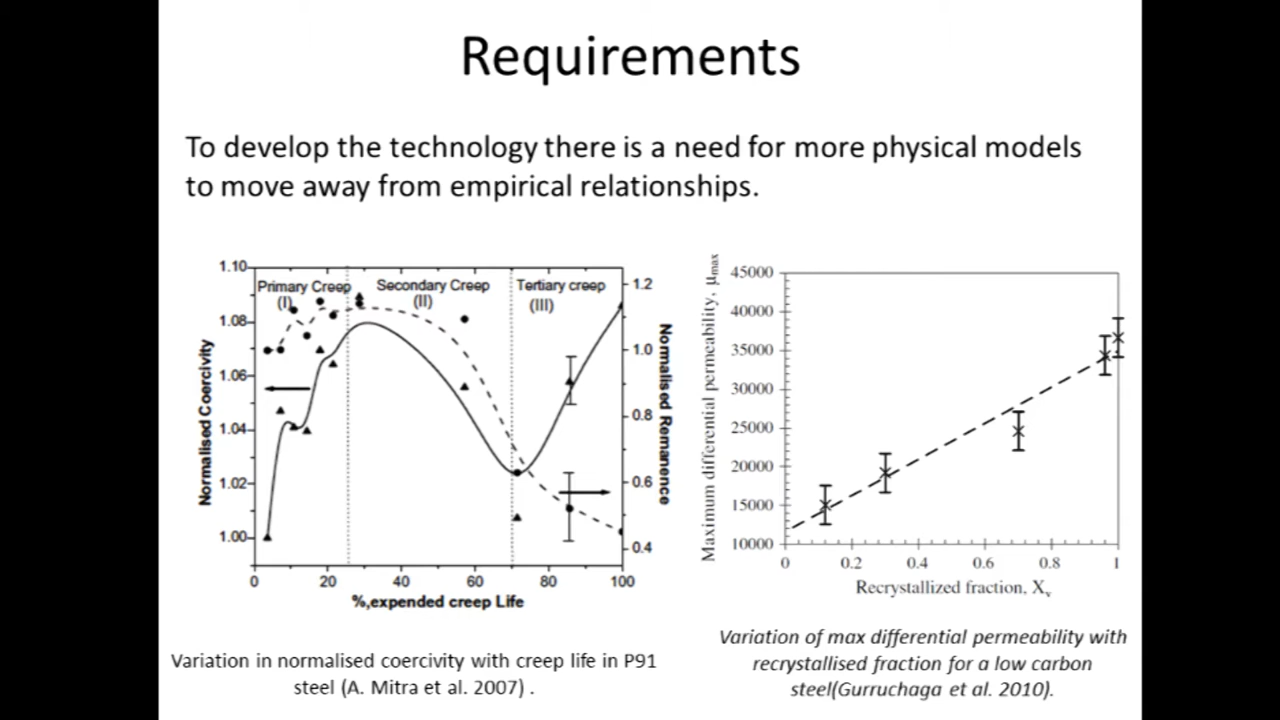 Requirements
To develop the technology there is a need for more physical models
to move away from empirical relationships.
1.10
1.08
1.06
1.04
1.02
1.00
Normalised Coercivity
Primary Creep
(I)
Secondary Creep
(II)
Tertiary creep
(III)
1.2
1.0
0.8
0.6
0.4
Normalised Remanence
0 20 40 60 80 100
%,expended creep Life
Variation in normalised coercivity with creep life in P91
steel (A. Mitra et al. 2007) .
Maximum differential permeability, μmax
45000
40000
35000
30000
25000
20000
15000
10000
0 0.2 0.4 0.6 0.8 1
Recrystallized fraction, Xv
Variation of max differential permeability with
recrystallised fraction for a low carbon
steel(Gurruchaga et al. 2010).